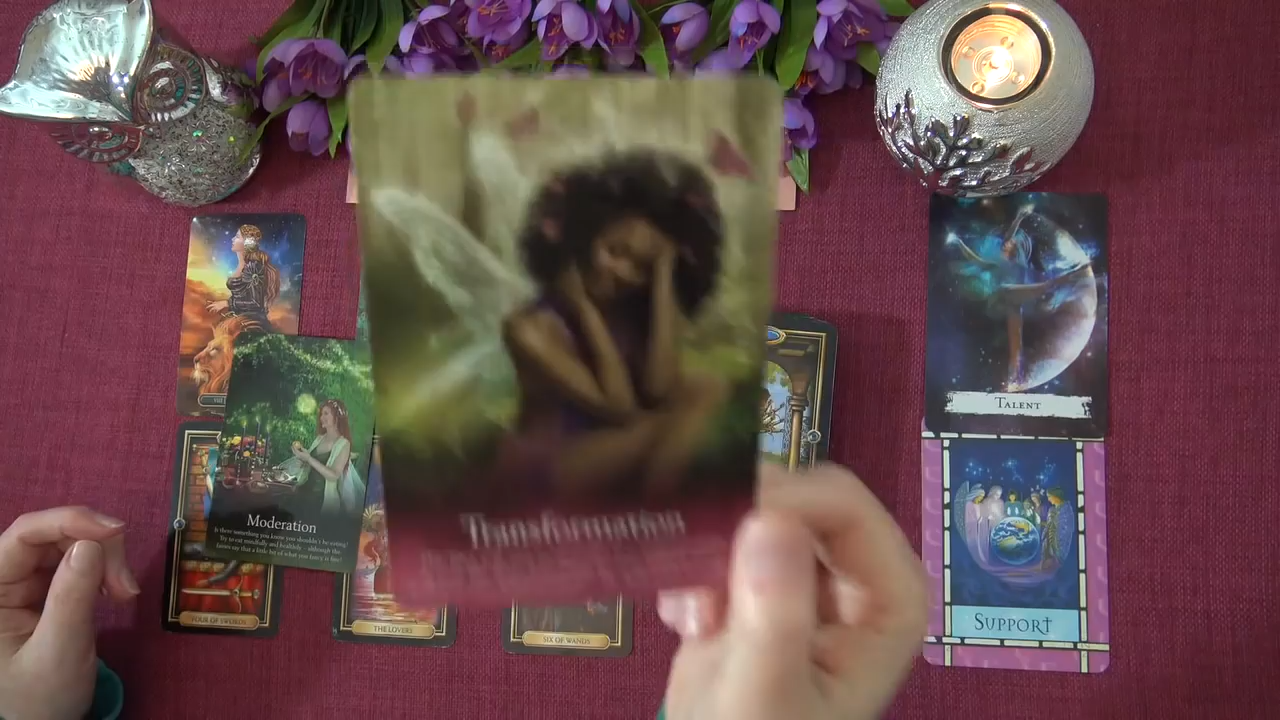 Transformation
TALENT
Moderation
Is there something you know you shouldn't be eating?
Try to eat mindfully and healthily - although the
fairies say that a little bit of what you fancy is fine!
SUPPORT
FOUR OF SWORDS
THE LOVERS
SIX OF WANDS